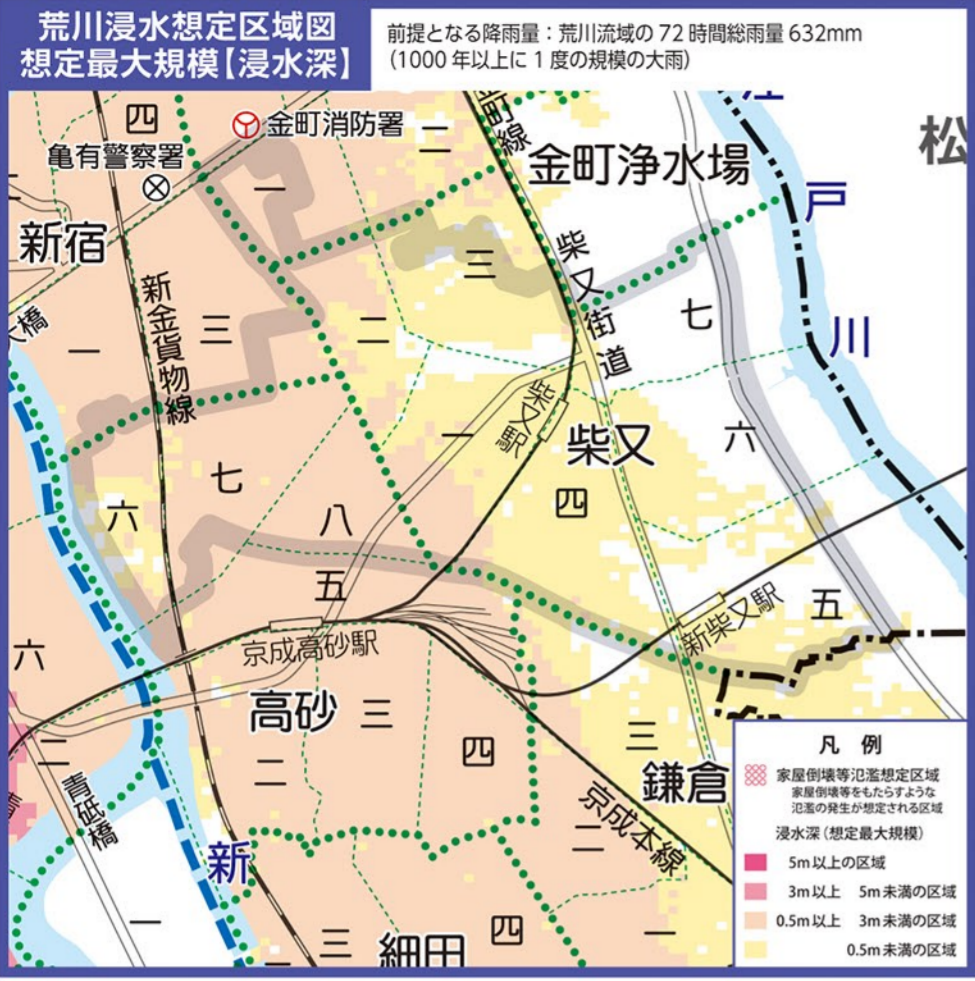 荒川浸水想定区域図
想定最大規模【浸水深】
前提となる降雨量：荒川流域の72時間総雨量632mm
（1000年以上に1度の規模の大雨）
四
金町消防署
二
町線
金町浄水場
松
江
戸
川
亀有警察署
一
新宿
三
柴又街道
七
新金貨物線
三
二
大橋
一
柴又駅
一
柴又
六
七
四
六
八
五
新柴又駅
五
六
京成高砂駅
高砂
三
三
二
二
四
鎌倉
青砥橋
京成本線
二
新
一
三
細田
四
一
凡例
家屋倒壊等氾濫想定区域
家屋倒壊等をもたらすような
氾濫の発生が想定される区域
浸水深（想定最大規模）
5m以上の区域
3m以上 5m未満の区域
0.5m以上 3m未満の区域
0.5m未満の区域